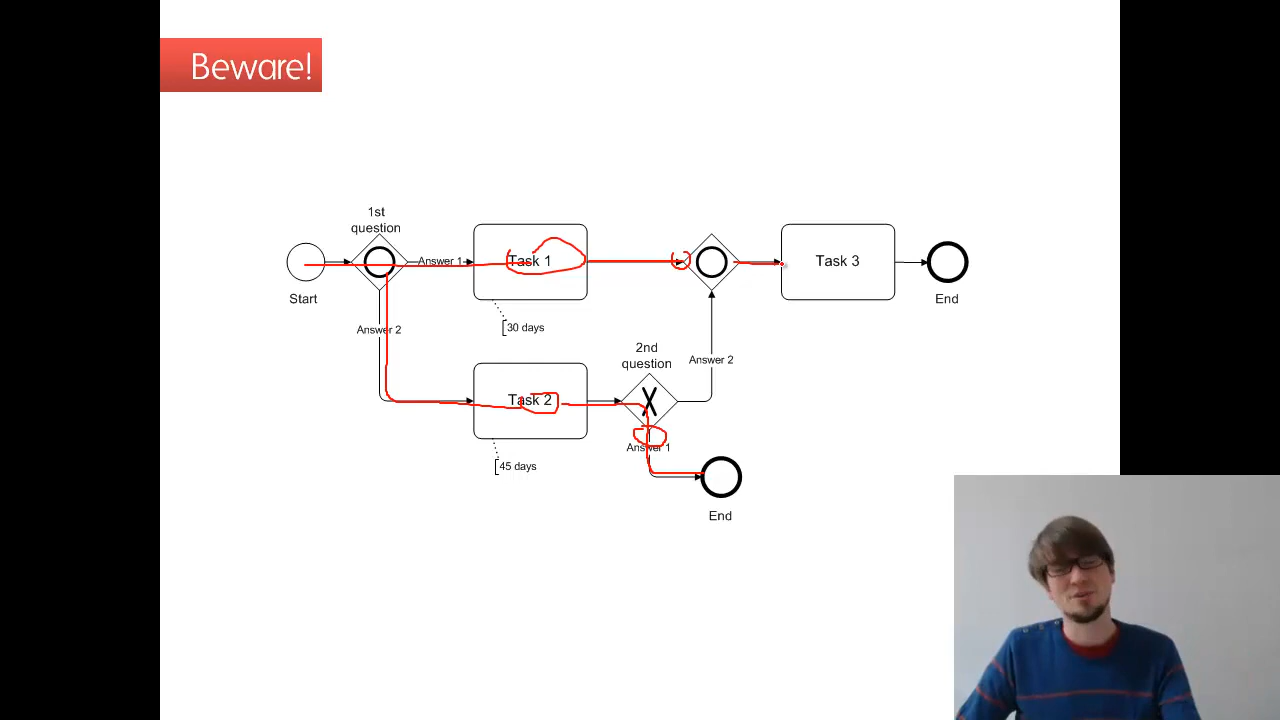 Beware!
1st
question
Answer 1
Task 1
Task 3
Start
End
30 days
Answer 2
2nd
question
Answer 2
Task 2
X
Answer 1
45 days
End